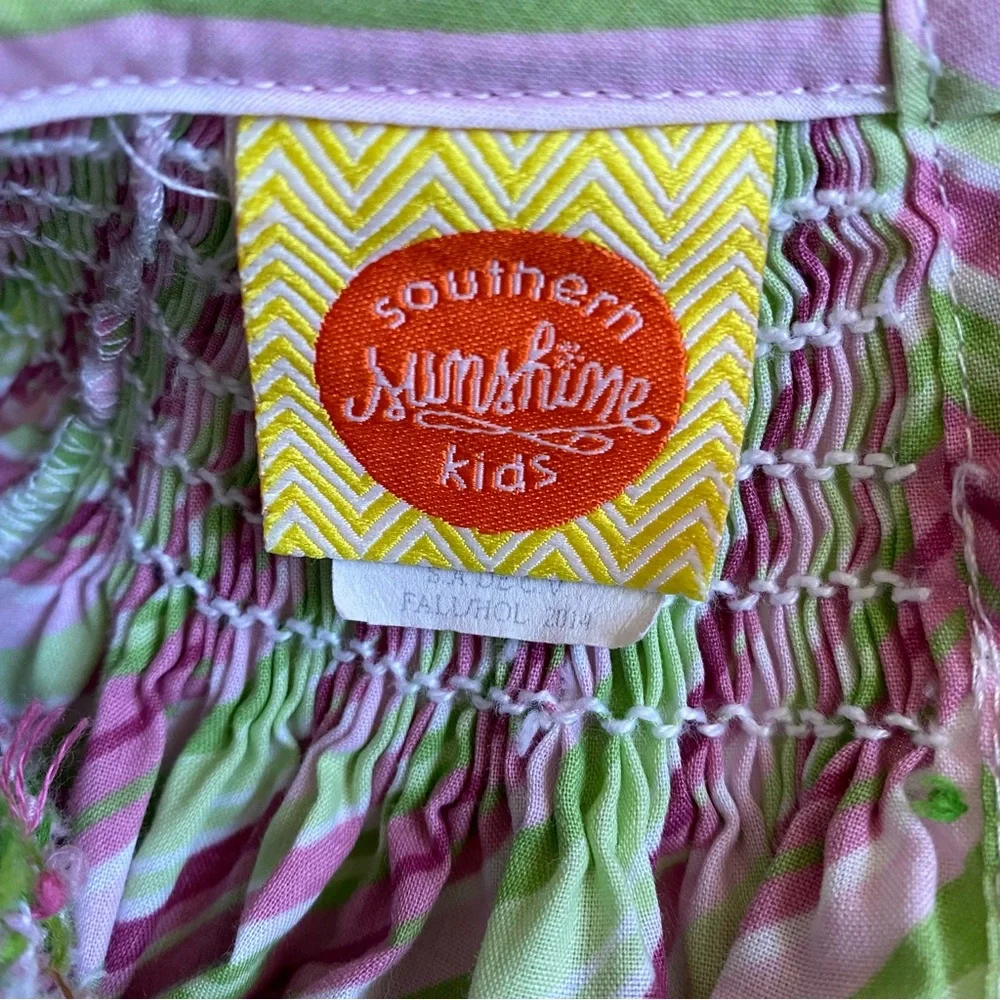 southern
sunshine
kids
FALL/HOL 2014